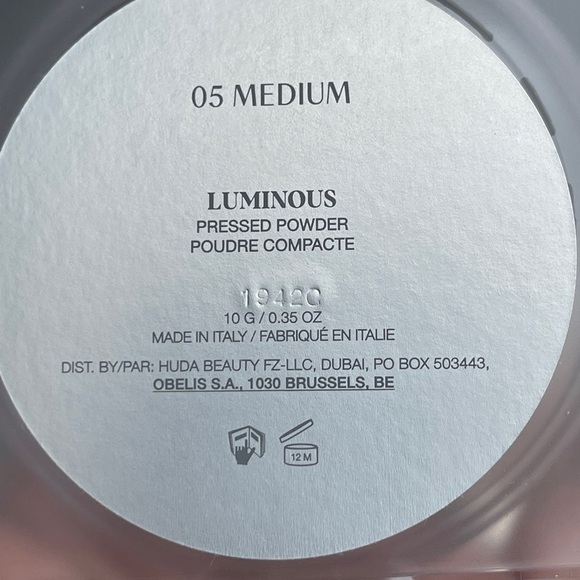 05 MEDIUM
LUMINOUS
PRESSED POWDER
POUDRE COMPACTE
19420
10 G / 0.35 OZ
MADE IN ITALY / FABRIQUÉ EN ITALIE
DIST. BY/PAR: HUDA BEAUTY FZ-LLC, DUBAI, PO BOX 503443,
OBELIS S.A., 1030 BRUSSELS, BE
12 M